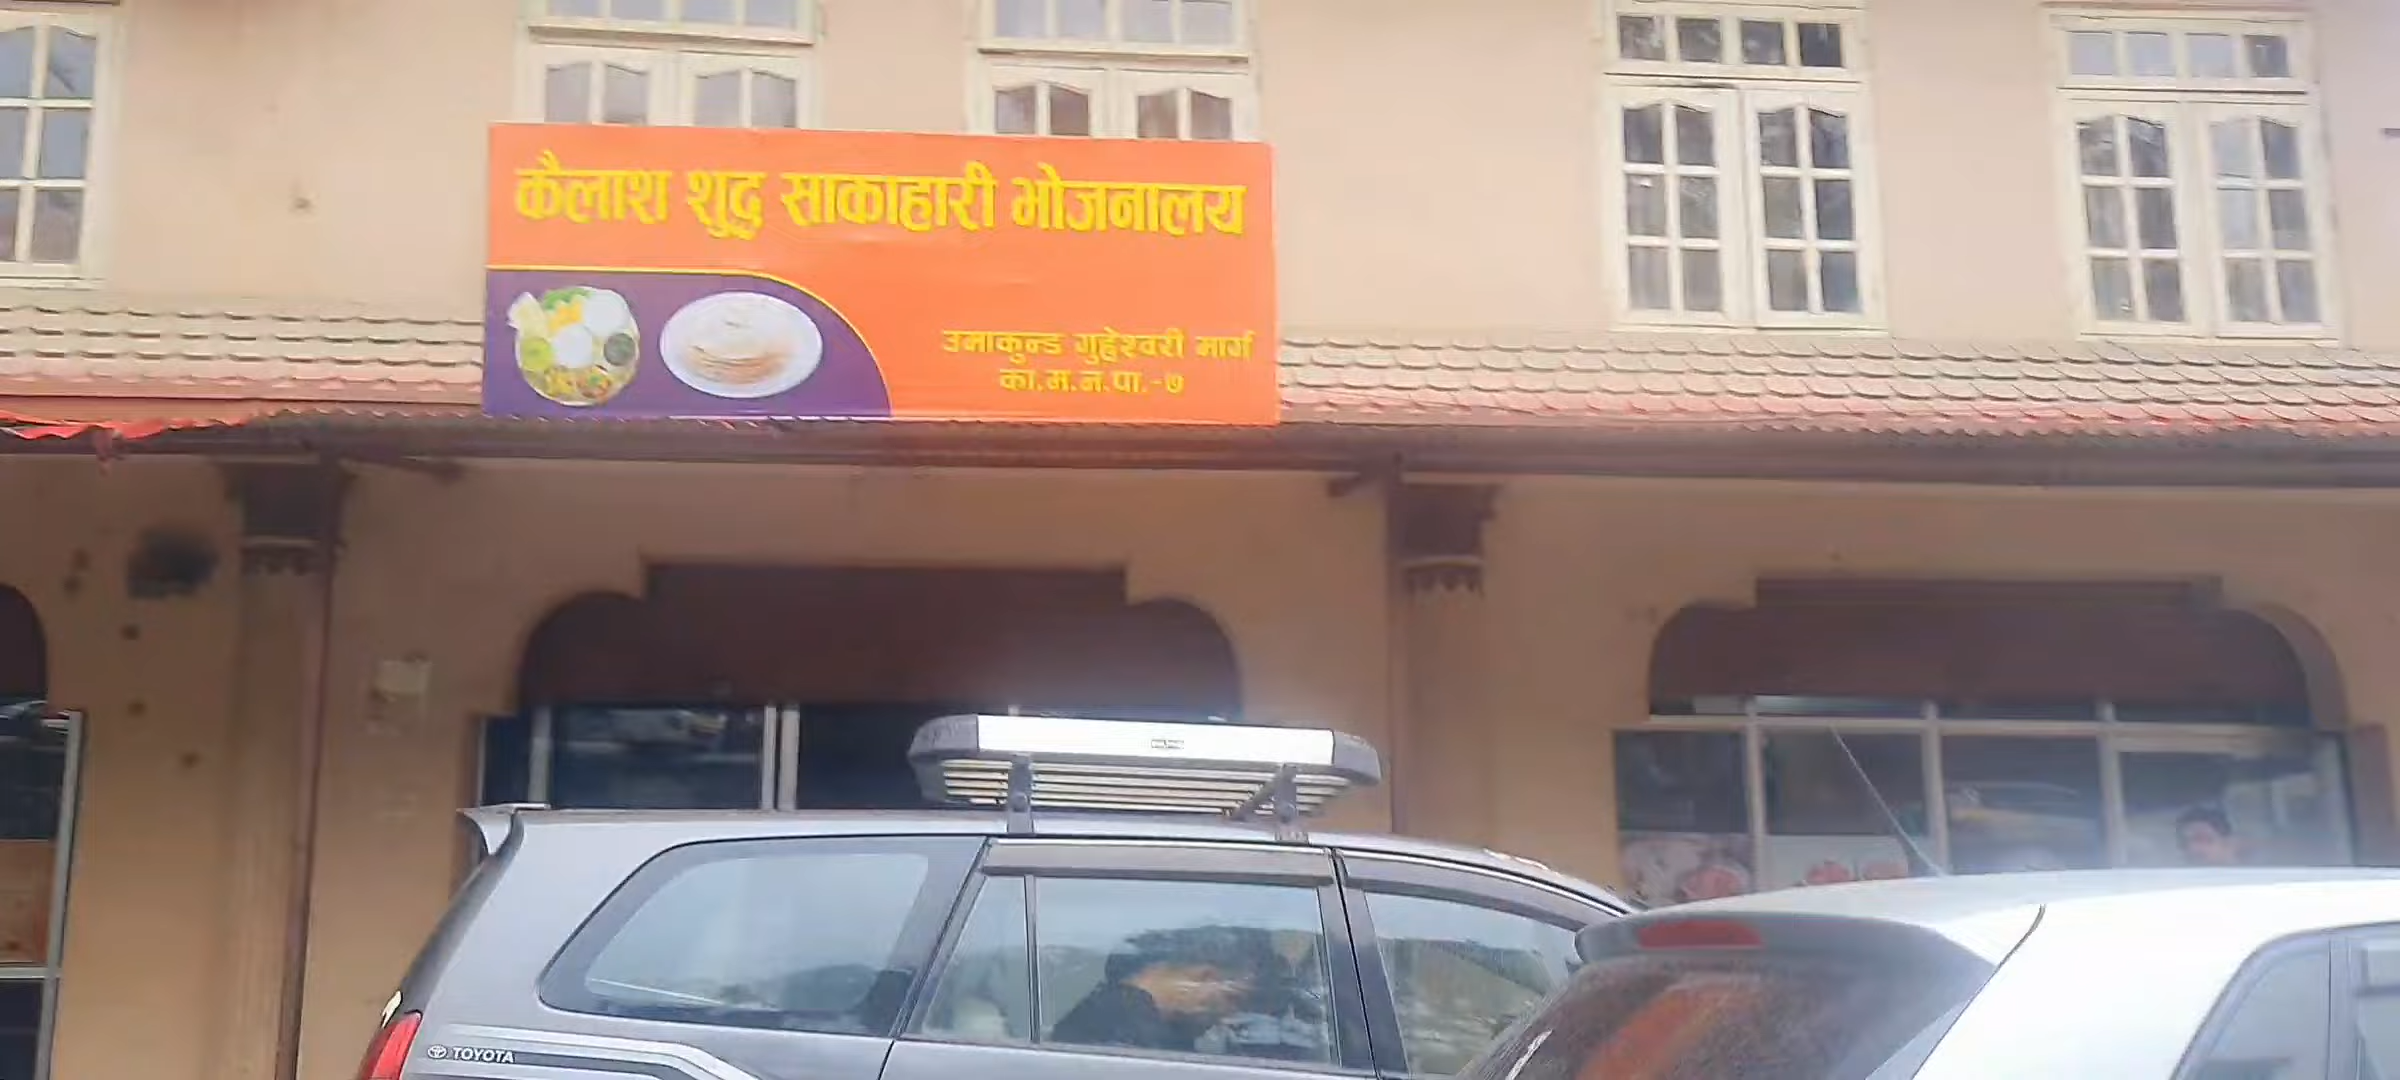 कैलाश शुद्ध साकाहारी भोजनालय
उमाकुन्ड गुह्रेश्वरी मार्ग
का.म.न.पा.-७
TOYOTA